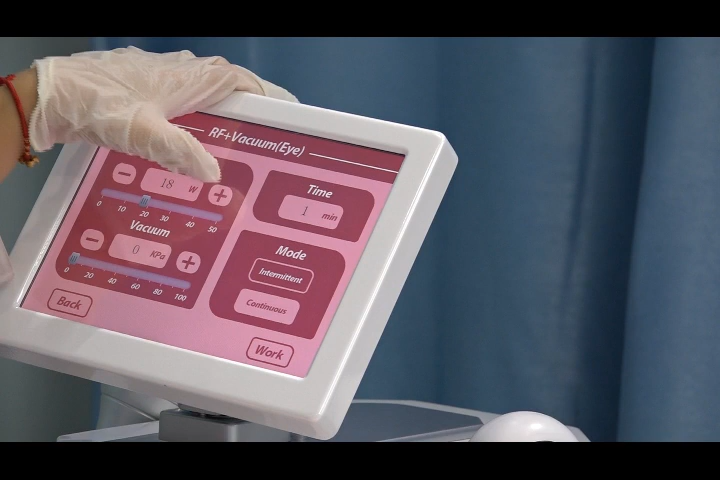 RF+Vacuum(Eye)
18 W
0 10 20 30 40 50
Vacuum
0 KPa
0 20 40 60 80 100
Time
1 min
Mode
Intermittent
Continuous
Back
Work